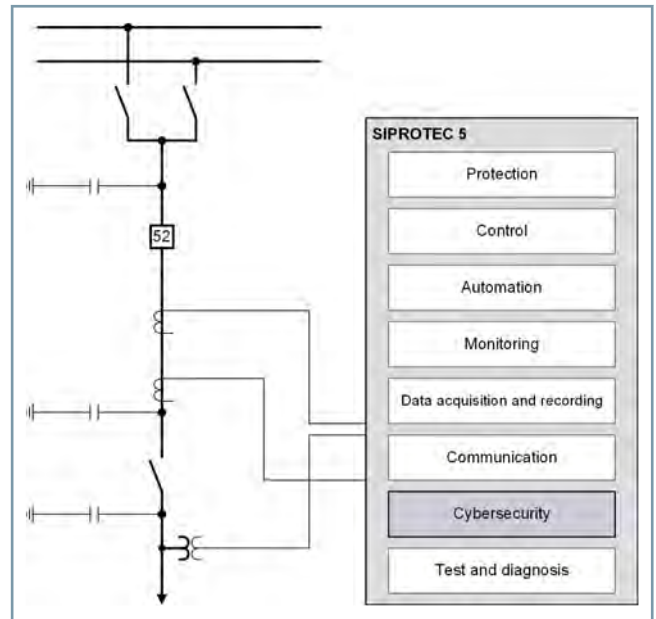 SIPROTEC 5
Protection
Control
52
Automation
Monitoring
Data acquisition and recording
Communication
Cybersecurity
Test and diagnosis